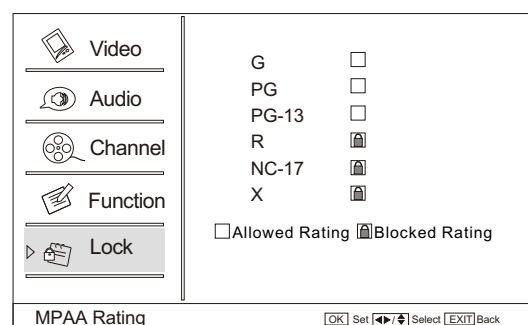 Video
Audio
Channel
Function
Lock
G
PG
PG-13
R
NC-17
X
Allowed Rating Blocked Rating
MPAA Rating
OK Set / Select EXIT Back